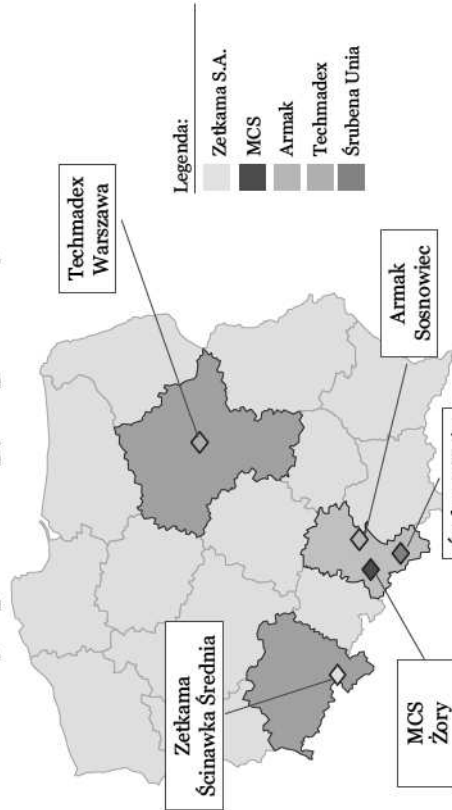 Techmadex
Warszawa
Legenda:
Zetkama S.A.
MCS
Armak
Techmadex
Śrubena Unia
Zetkama
Ścinawka Średnia
Armak
Sosnowiec
MCS
Żory